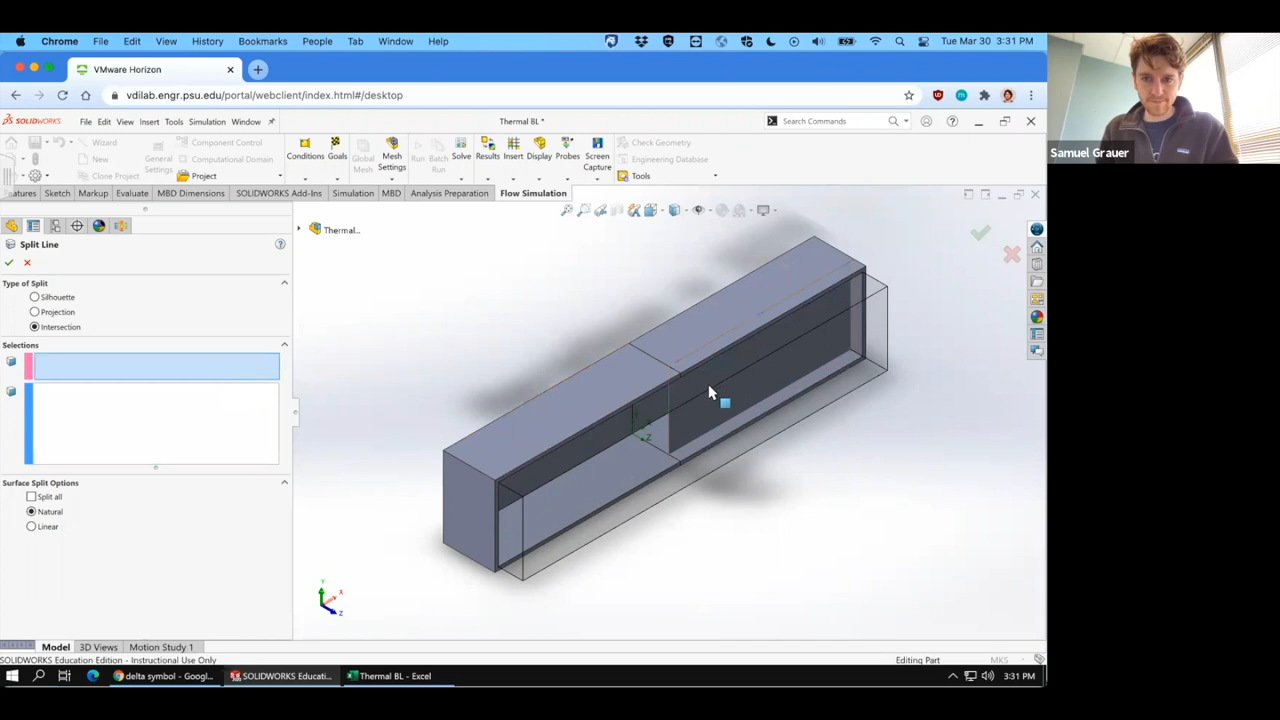 Chrome File Edit View History Bookmarks People Tab Window Help Tue Mar 30 3:31 PM
VMware Horizon
vdilab.engr.psu.edu/portal/webclient/index.html#/desktop
SOLIDWORKS File Edit View Insert Tools Simulation Window Thermal BL * Search Commands
Wizard
New
Clone Project
General Settings
Component Control
Computational Domain
Project
Conditions
Goals
Global Mesh
Mesh Settings
Run
Batch Run
Solve
Results
Insert
Display
Probes
Screen Capture
Check Geometry
Engineering Database
Tools
eatures Sketch Markup Evaluate MBD Dimensions SOLIDWORKS Add-Ins Simulation MBD Analysis Preparation Flow Simulation
Thermal...
Split Line
Type of Split
Silhouette
Projection
Intersection
Selections
Surface Split Options
Split all
Natural
Linear
Y
X
Z
Z
Model 3D Views Motion Study 1
SOLIDWORKS Education Edition - Instructional Use Only Editing Part MKS
delta symbol - Googl... SOLIDWORKS Educati... Thermal BL - Excel 3:31 PM
Samuel Grauer